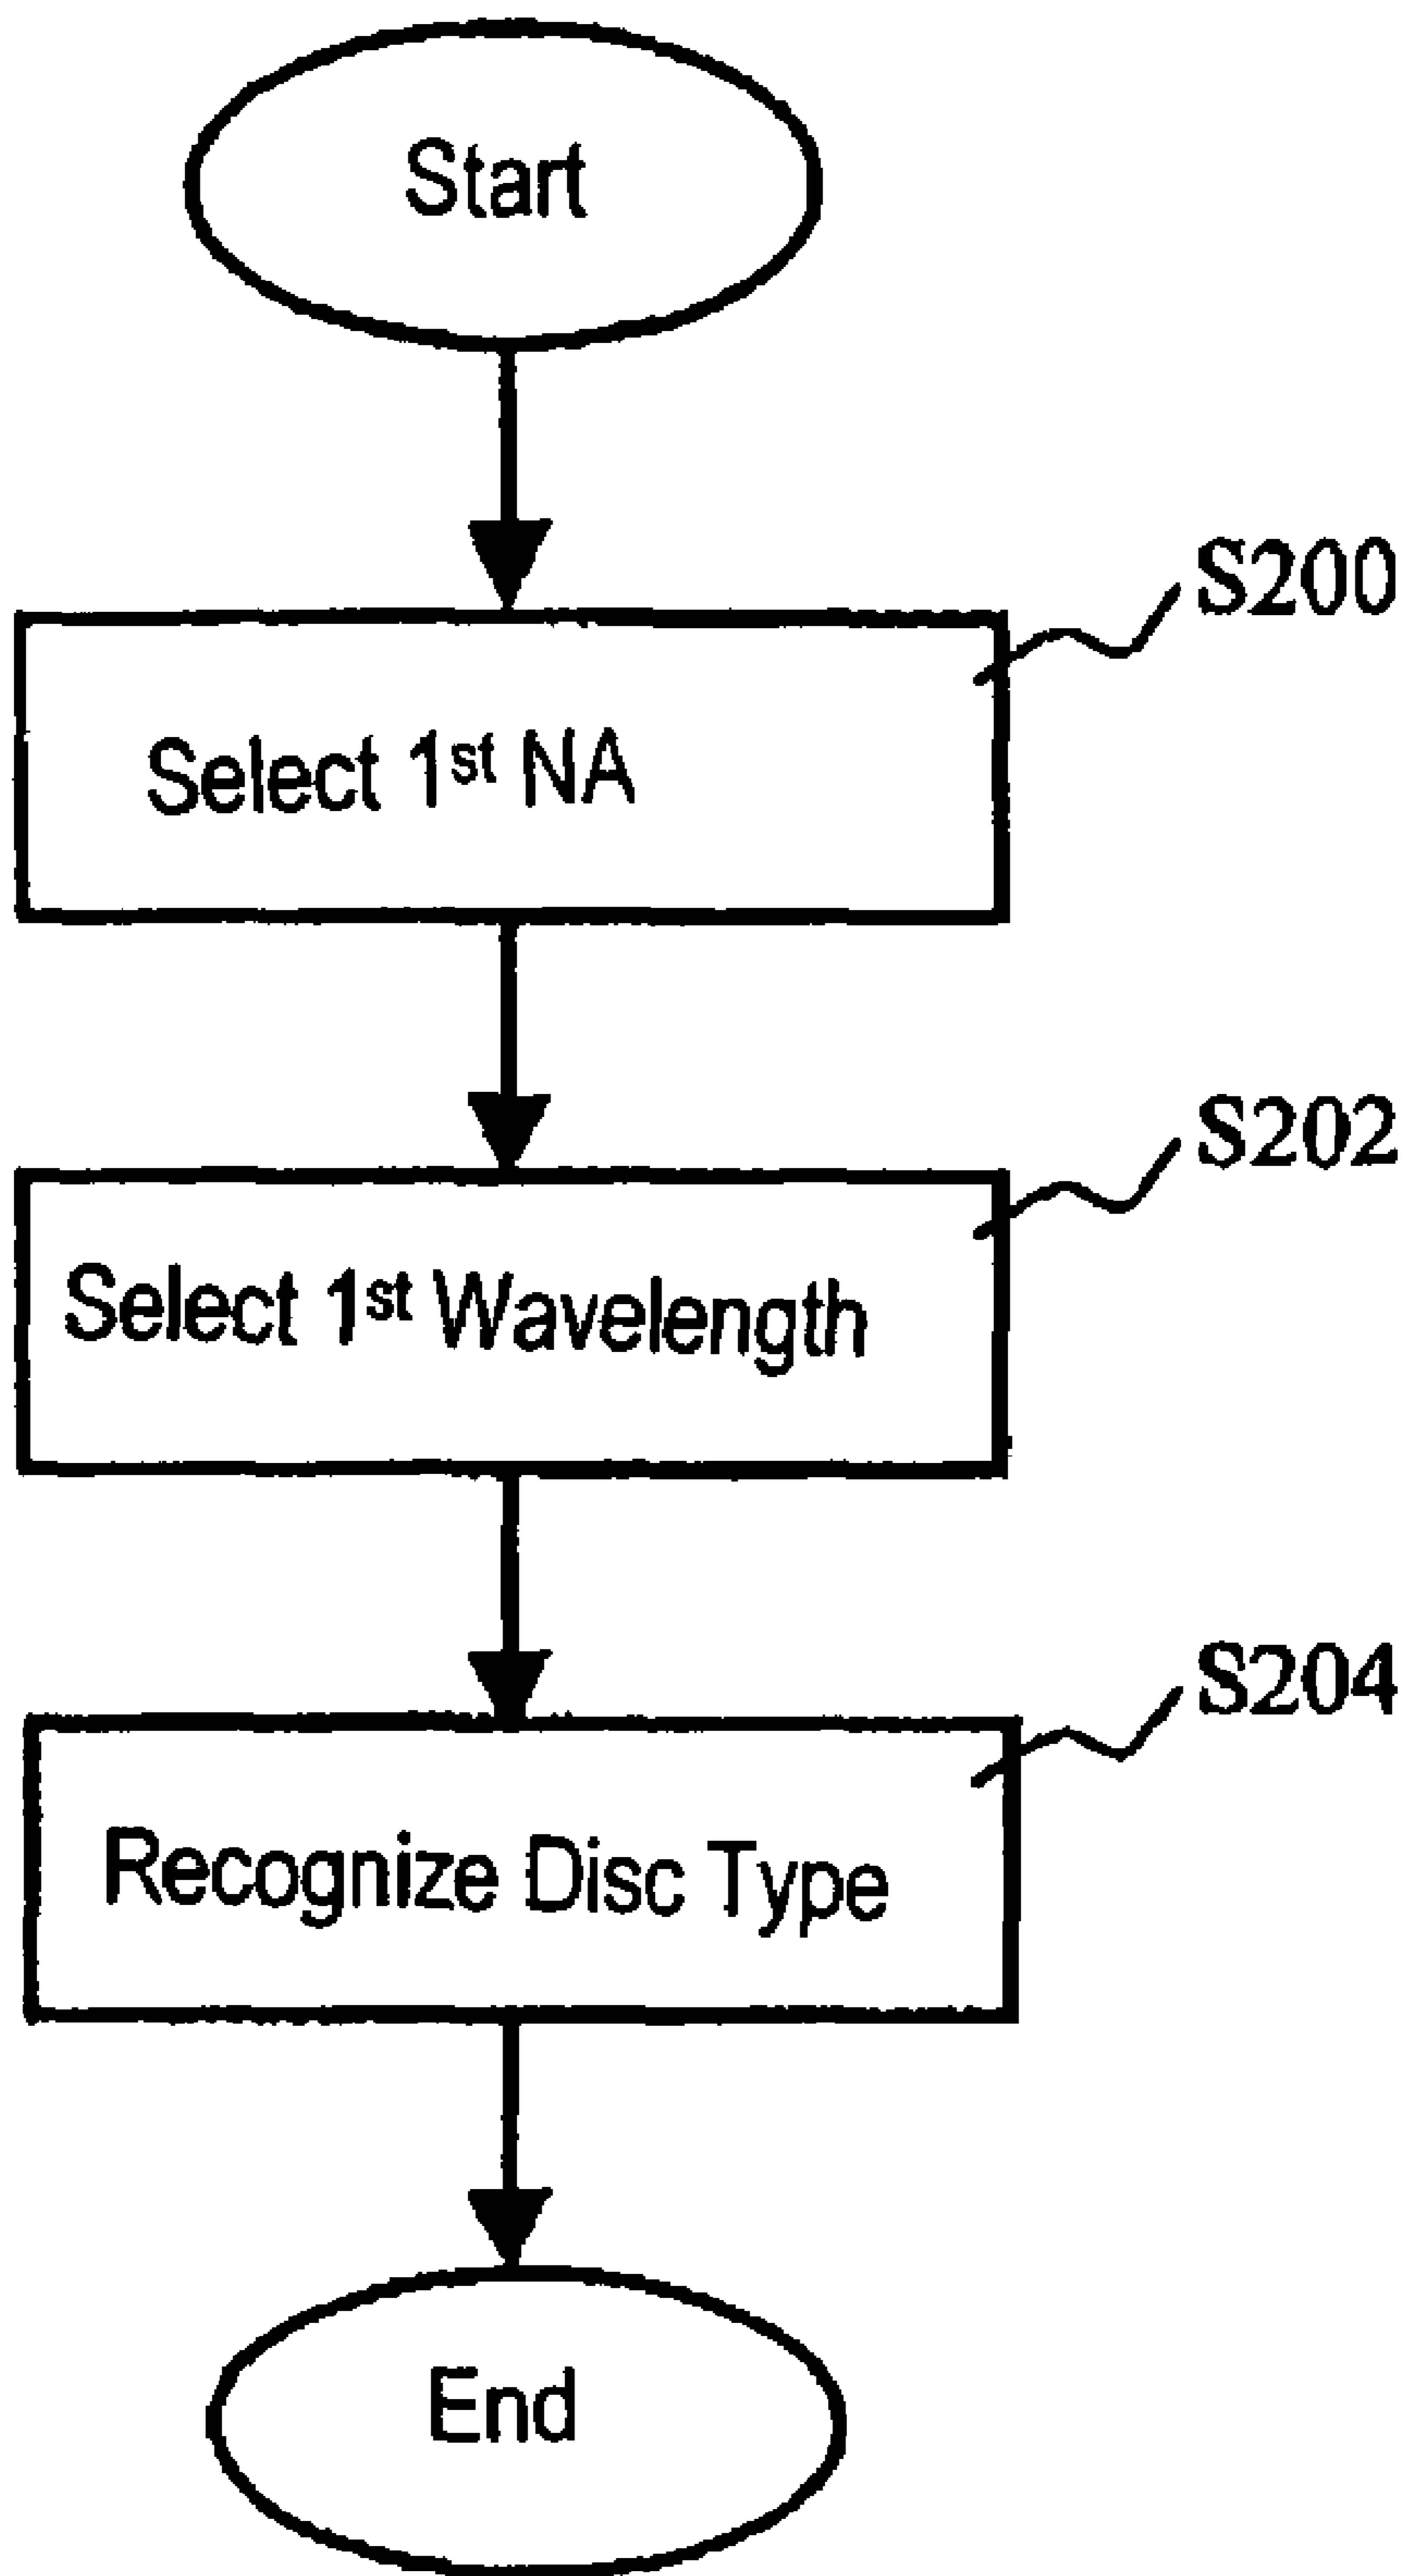 Start
S200
Select 1st NA
S202
Select 1st Wavelength
S204
Recognize Disc Type
End